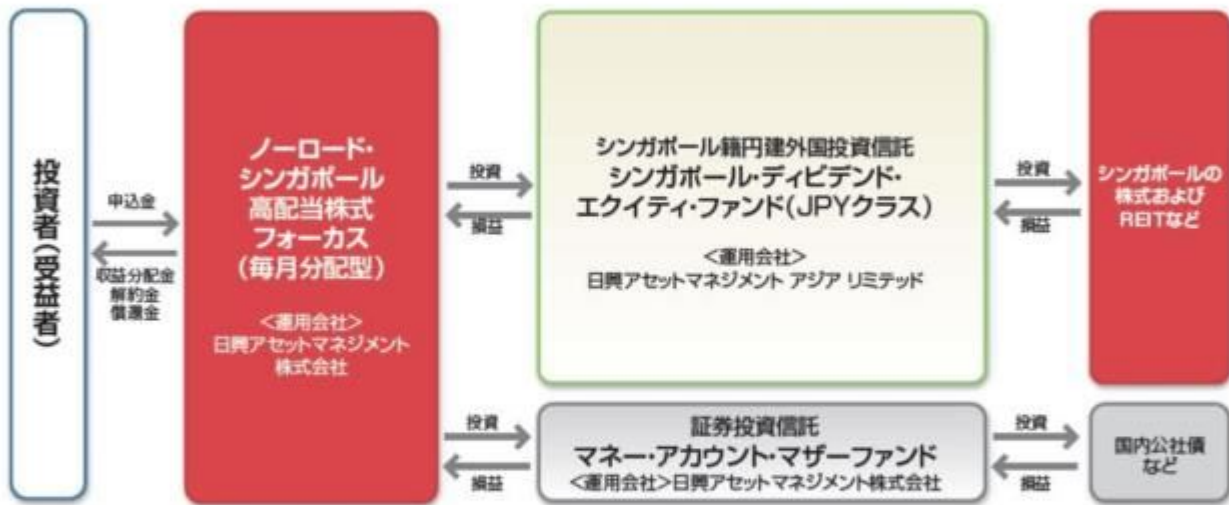 投資者(受益者)
申込金
収益分配金
解約金
償還金
ノーロード・
シンガポール
高配当株式
フォーカス
(毎月分配型)
<運用会社>
日興アセットマネジメント
株式会社
投資
損益
シンガポール籍円建外国投資信託
シンガポール・ディビデンド・
エクイティ・ファンド(JPYクラス)
<運用会社>
日興アセットマネジメント アジア リミテッド
投資
損益
シンガポールの
株式および
REITなど
投資
損益
証券投資信託
マネー・アカウント・マザーファンド
<運用会社>日興アセットマネジメント株式会社
投資
損益
国内公社債
など